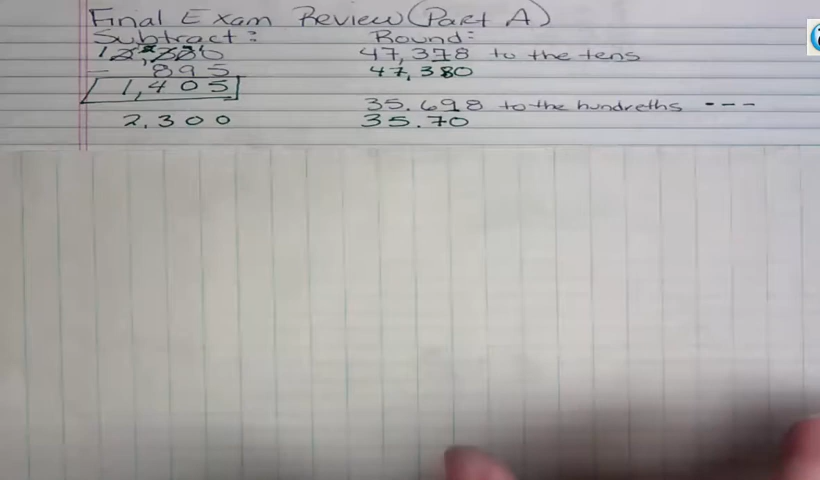 Final Exam Review (Part A)
Subtract:
- 895
1,405
2,300
Round:
47,378 to the tens
47,380
35.698 to the hundreths ---
35.70